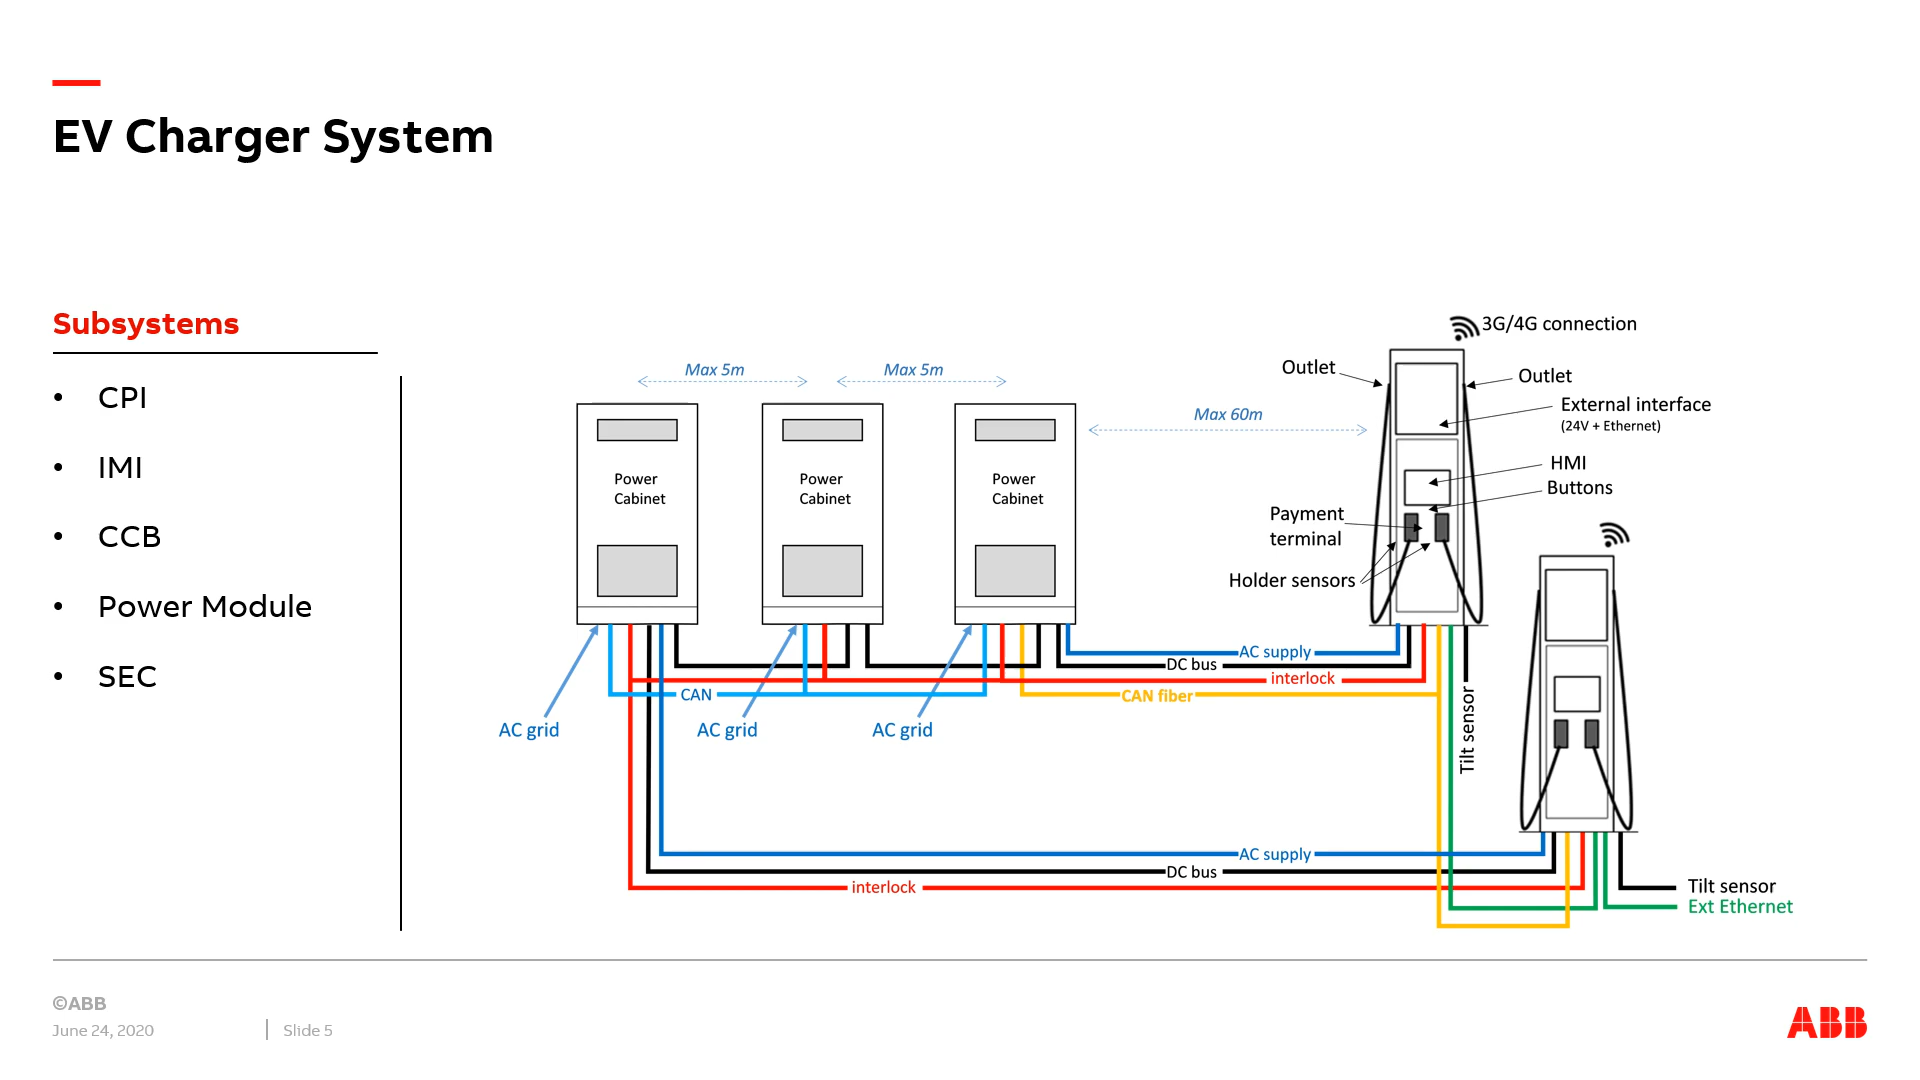 EV Charger System
Subsystems
• CPI
• IMI
• CCB
• Power Module
• SEC
Max 5m
Max 5m
Max 60m
Power
Cabinet
Power
Cabinet
Power
Cabinet
3G/4G connection
Outlet
Outlet
External interface
(24V + Ethernet)
HMI
Buttons
Payment
terminal
Holder sensors
AC supply
DC bus
interlock
CAN
CAN fiber
AC grid
AC grid
AC grid
Tilt sensor
AC supply
DC bus
interlock
Tilt sensor
Ext Ethernet
©ABB
June 24, 2020
Slide 5
ABB